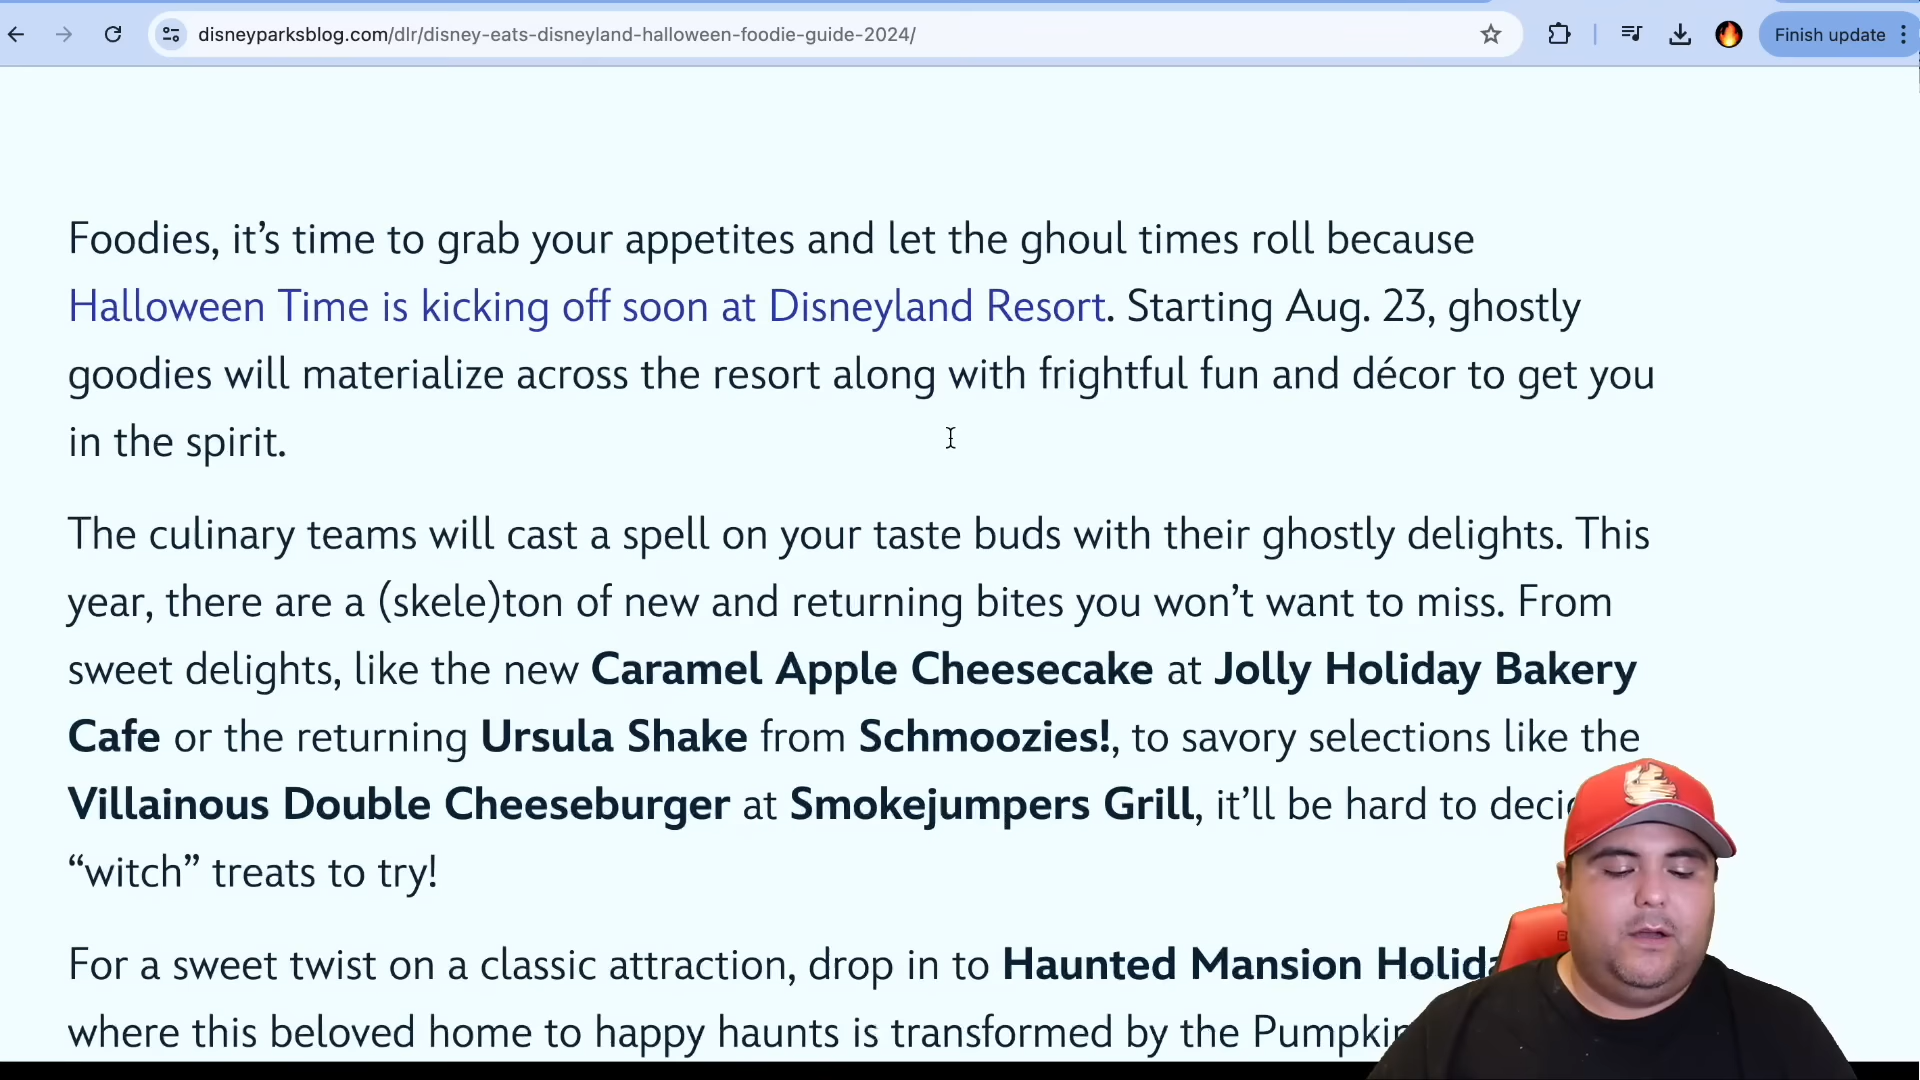 disneyparksblog.com/dlr/disney-eats-disneyland-halloween-foodie-guide-2024/
Finish update
Foodies, it’s time to grab your appetites and let the ghoul times roll because
Halloween Time is kicking off soon at Disneyland Resort. Starting Aug. 23, ghostly
goodies will materialize across the resort along with frightful fun and décor to get you
in the spirit.
The culinary teams will cast a spell on your taste buds with their ghostly delights. This
year, there are a (skele)ton of new and returning bites you won’t want to miss. From
sweet delights, like the new Caramel Apple Cheesecake at Jolly Holiday Bakery
Cafe or the returning Ursula Shake from Schmoozies!, to savory selections like the
Villainous Double Cheeseburger at Smokejumpers Grill, it’ll be hard to deci
“witch” treats to try!
For a sweet twist on a classic attraction, drop in to Haunted Mansion Holid
where this beloved home to happy haunts is transformed by the Pumpki